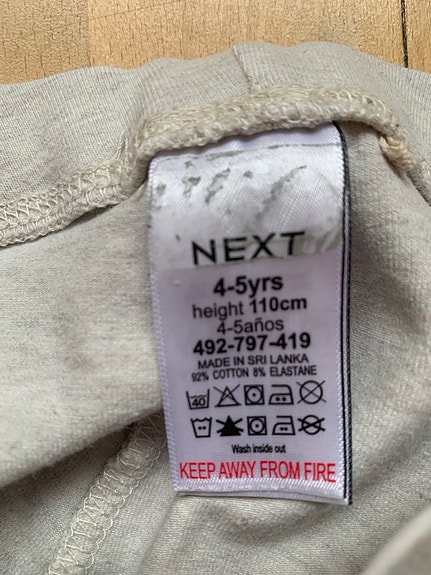 NEXT
4-5yrs
height 110cm
4-5años
492-797-419
MADE IN SRI LANKA
92% COTTON 8% ELASTANE
40
Wash inside out
KEEP AWAY FROM FIRE